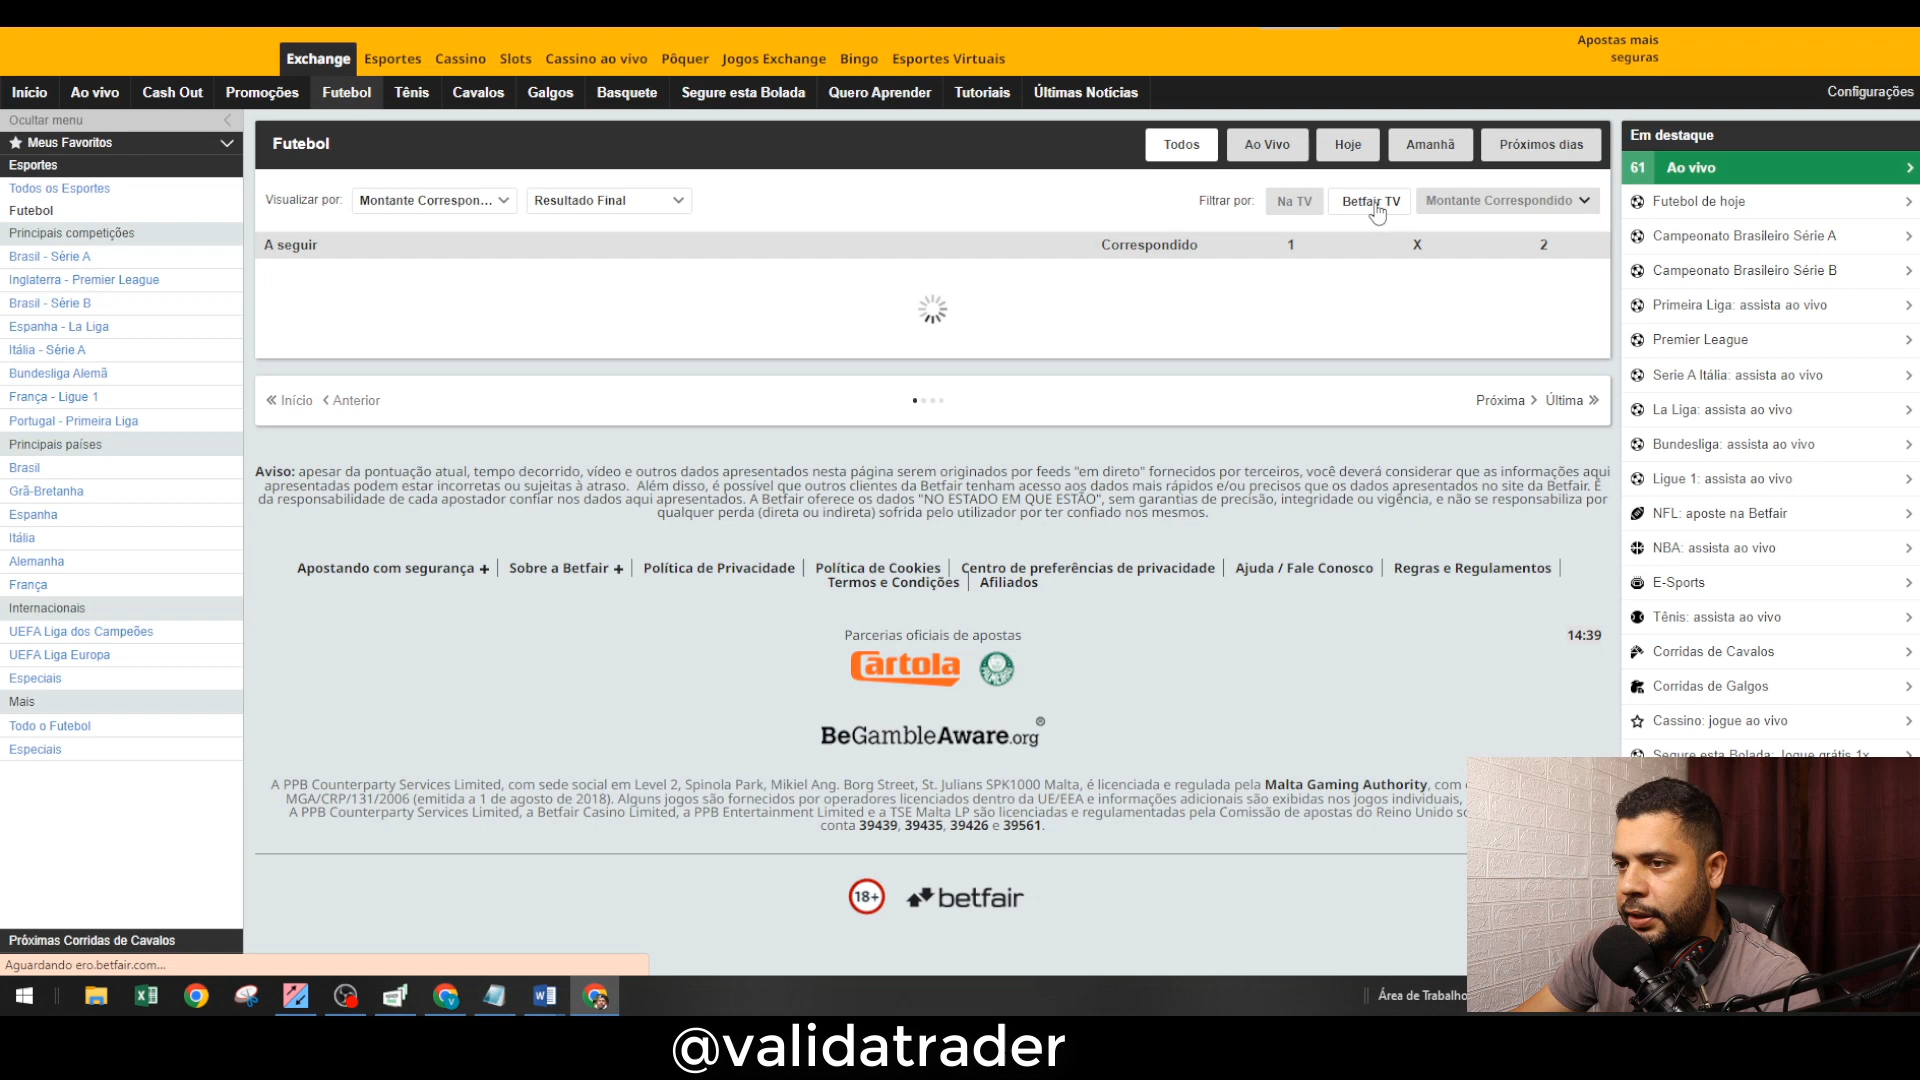 Apostas mais
seguras
Exchange Esportes Cassino Slots Cassino ao vivo Pôquer Jogos Exchange Bingo Esportes Virtuais
Início Ao vivo Cash Out Promoções Futebol Tênis Cavalos Galgos Basquete Segure esta Bolada Quero Aprender Tutoriais Últimas Notícias Configurações
Ocultar menu
Meus Favoritos
Esportes
Todos os Esportes
Futebol
Principais competições
Brasil - Série A
Inglaterra - Premier League
Brasil - Série B
Espanha - La Liga
Itália - Série A
Bundesliga Alemã
França - Ligue 1
Portugal - Primeira Liga
Principais países
Brasil
Grã-Bretanha
Espanha
Itália
Alemanha
França
Internacionais
UEFA Liga dos Campeões
UEFA Liga Europa
Especiais
Mais
Todo o Futebol
Especiais
Próximas Corridas de Cavalos
Aguardando ero.betfair.com...
Futebol Todos Ao Vivo Hoje Amanhã Próximos dias
Visualizar por: Montante Correspon... Resultado Final Filtrar por: Na TV Betfair TV Montante Correspondido
A seguir Correspondido 1 X 2
Início Anterior Próxima Última
Aviso: apesar da pontuação atual, tempo decorrido, vídeo e outros dados apresentados nesta página serem originados por feeds "em direto" fornecidos por terceiros, você deverá considerar que as informações aqui
apresentadas podem estar incorretas ou sujeitas à atraso. Além disso, é possível que outros clientes da Betfair tenham acesso aos dados mais rápidos e/ou precisos que os dados apresentados no site da Betfair. É
da responsabilidade de cada apostador confiar nos dados aqui apresentados. A Betfair oferece os dados "NO ESTADO EM QUE ESTÃO", sem garantias de precisão, integridade ou vigência, e não se responsabiliza por
qualquer perda (direta ou indireta) sofrida pelo utilizador por ter confiado nos mesmos.
Apostando com segurança + Sobre a Betfair + Política de Privacidade Política de Cookies Centro de preferências de privacidade Ajuda / Fale Conosco Regras e Regulamentos
Termos e Condições Afiliados
Parcerias oficiais de apostas
14:39
Cartola
BeGambleAware.org®
A PPB Counterparty Services Limited, com sede social em Level 2, Spinola Park, Mikiel Ang. Borg Street, St. Julians SPK1000 Malta, é licenciada e regulada pela Malta Gaming Authority, com
MGA/CRP/131/2006 (emitida a 1 de agosto de 2018). Alguns jogos são fornecidos por operadores licenciados dentro da UE/EEA e informações adicionais são exibidas nos jogos individuais,
A PPB Counterparty Services Limited, a Betfair Casino Limited, a PPB Entertainment Limited e a TSE Malta LP são licenciadas e regulamentadas pela Comissão de apostas do Reino Unido
conta 39439, 39435, 39426 e 39561.
18+ betfair
Em destaque
61 Ao vivo
Futebol de hoje
Campeonato Brasileiro Série A
Campeonato Brasileiro Série B
Primeira Liga: assista ao vivo
Premier League
Serie A Itália: assista ao vivo
La Liga: assista ao vivo
Bundesliga: assista ao vivo
Ligue 1: assista ao vivo
NFL: aposte na Betfair
NBA: assista ao vivo
E-Sports
Tênis: assista ao vivo
Corridas de Cavalos
Corridas de Galgos
Cassino: jogue ao vivo
Segure esta Bolada: Jogue grátis 1x
Área de Trabalho
@validatrader